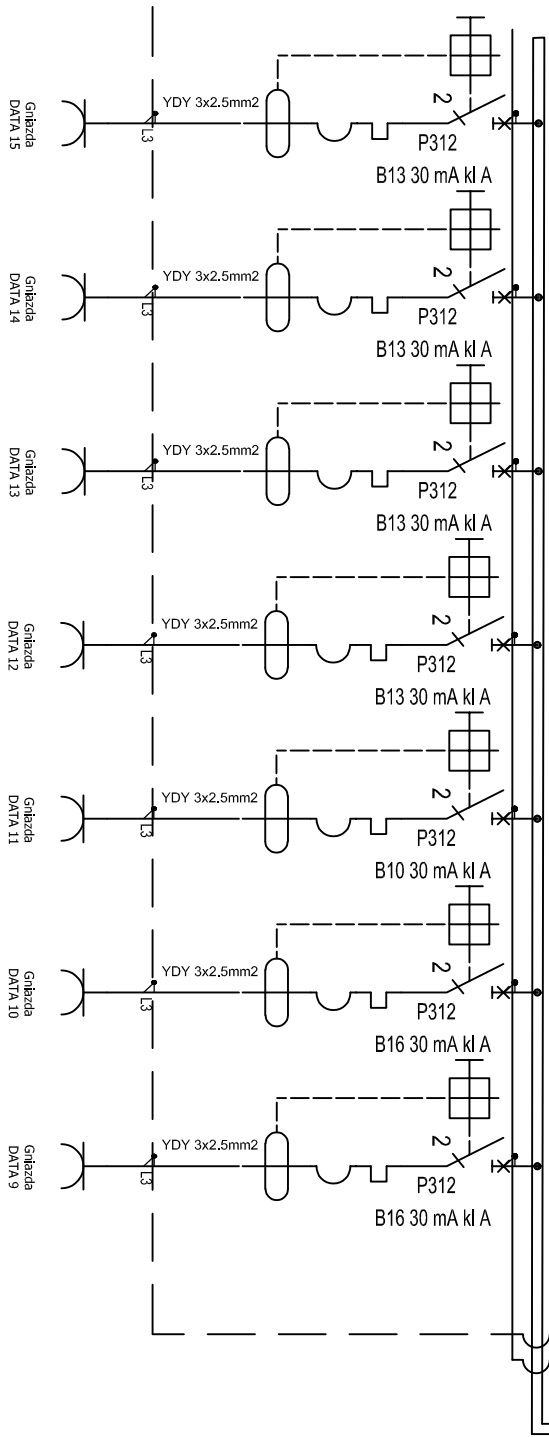 Gniazda
DATA 15
L3
YDY 3x2.5mm2
2
P312
B13 30 mA kl A
Gniazda
DATA 14
L3
YDY 3x2.5mm2
2
P312
B13 30 mA kl A
Gniazda
DATA 13
L3
YDY 3x2.5mm2
2
P312
B13 30 mA kl A
Gniazda
DATA 12
L3
YDY 3x2.5mm2
2
P312
B13 30 mA kl A
Gniazda
DATA 11
L3
YDY 3x2.5mm2
2
P312
B10 30 mA kl A
Gniazda
DATA 10
L3
YDY 3x2.5mm2
2
P312
B16 30 mA kl A
Gniazda
DATA 9
L3
YDY 3x2.5mm2
2
P312
B16 30 mA kl A